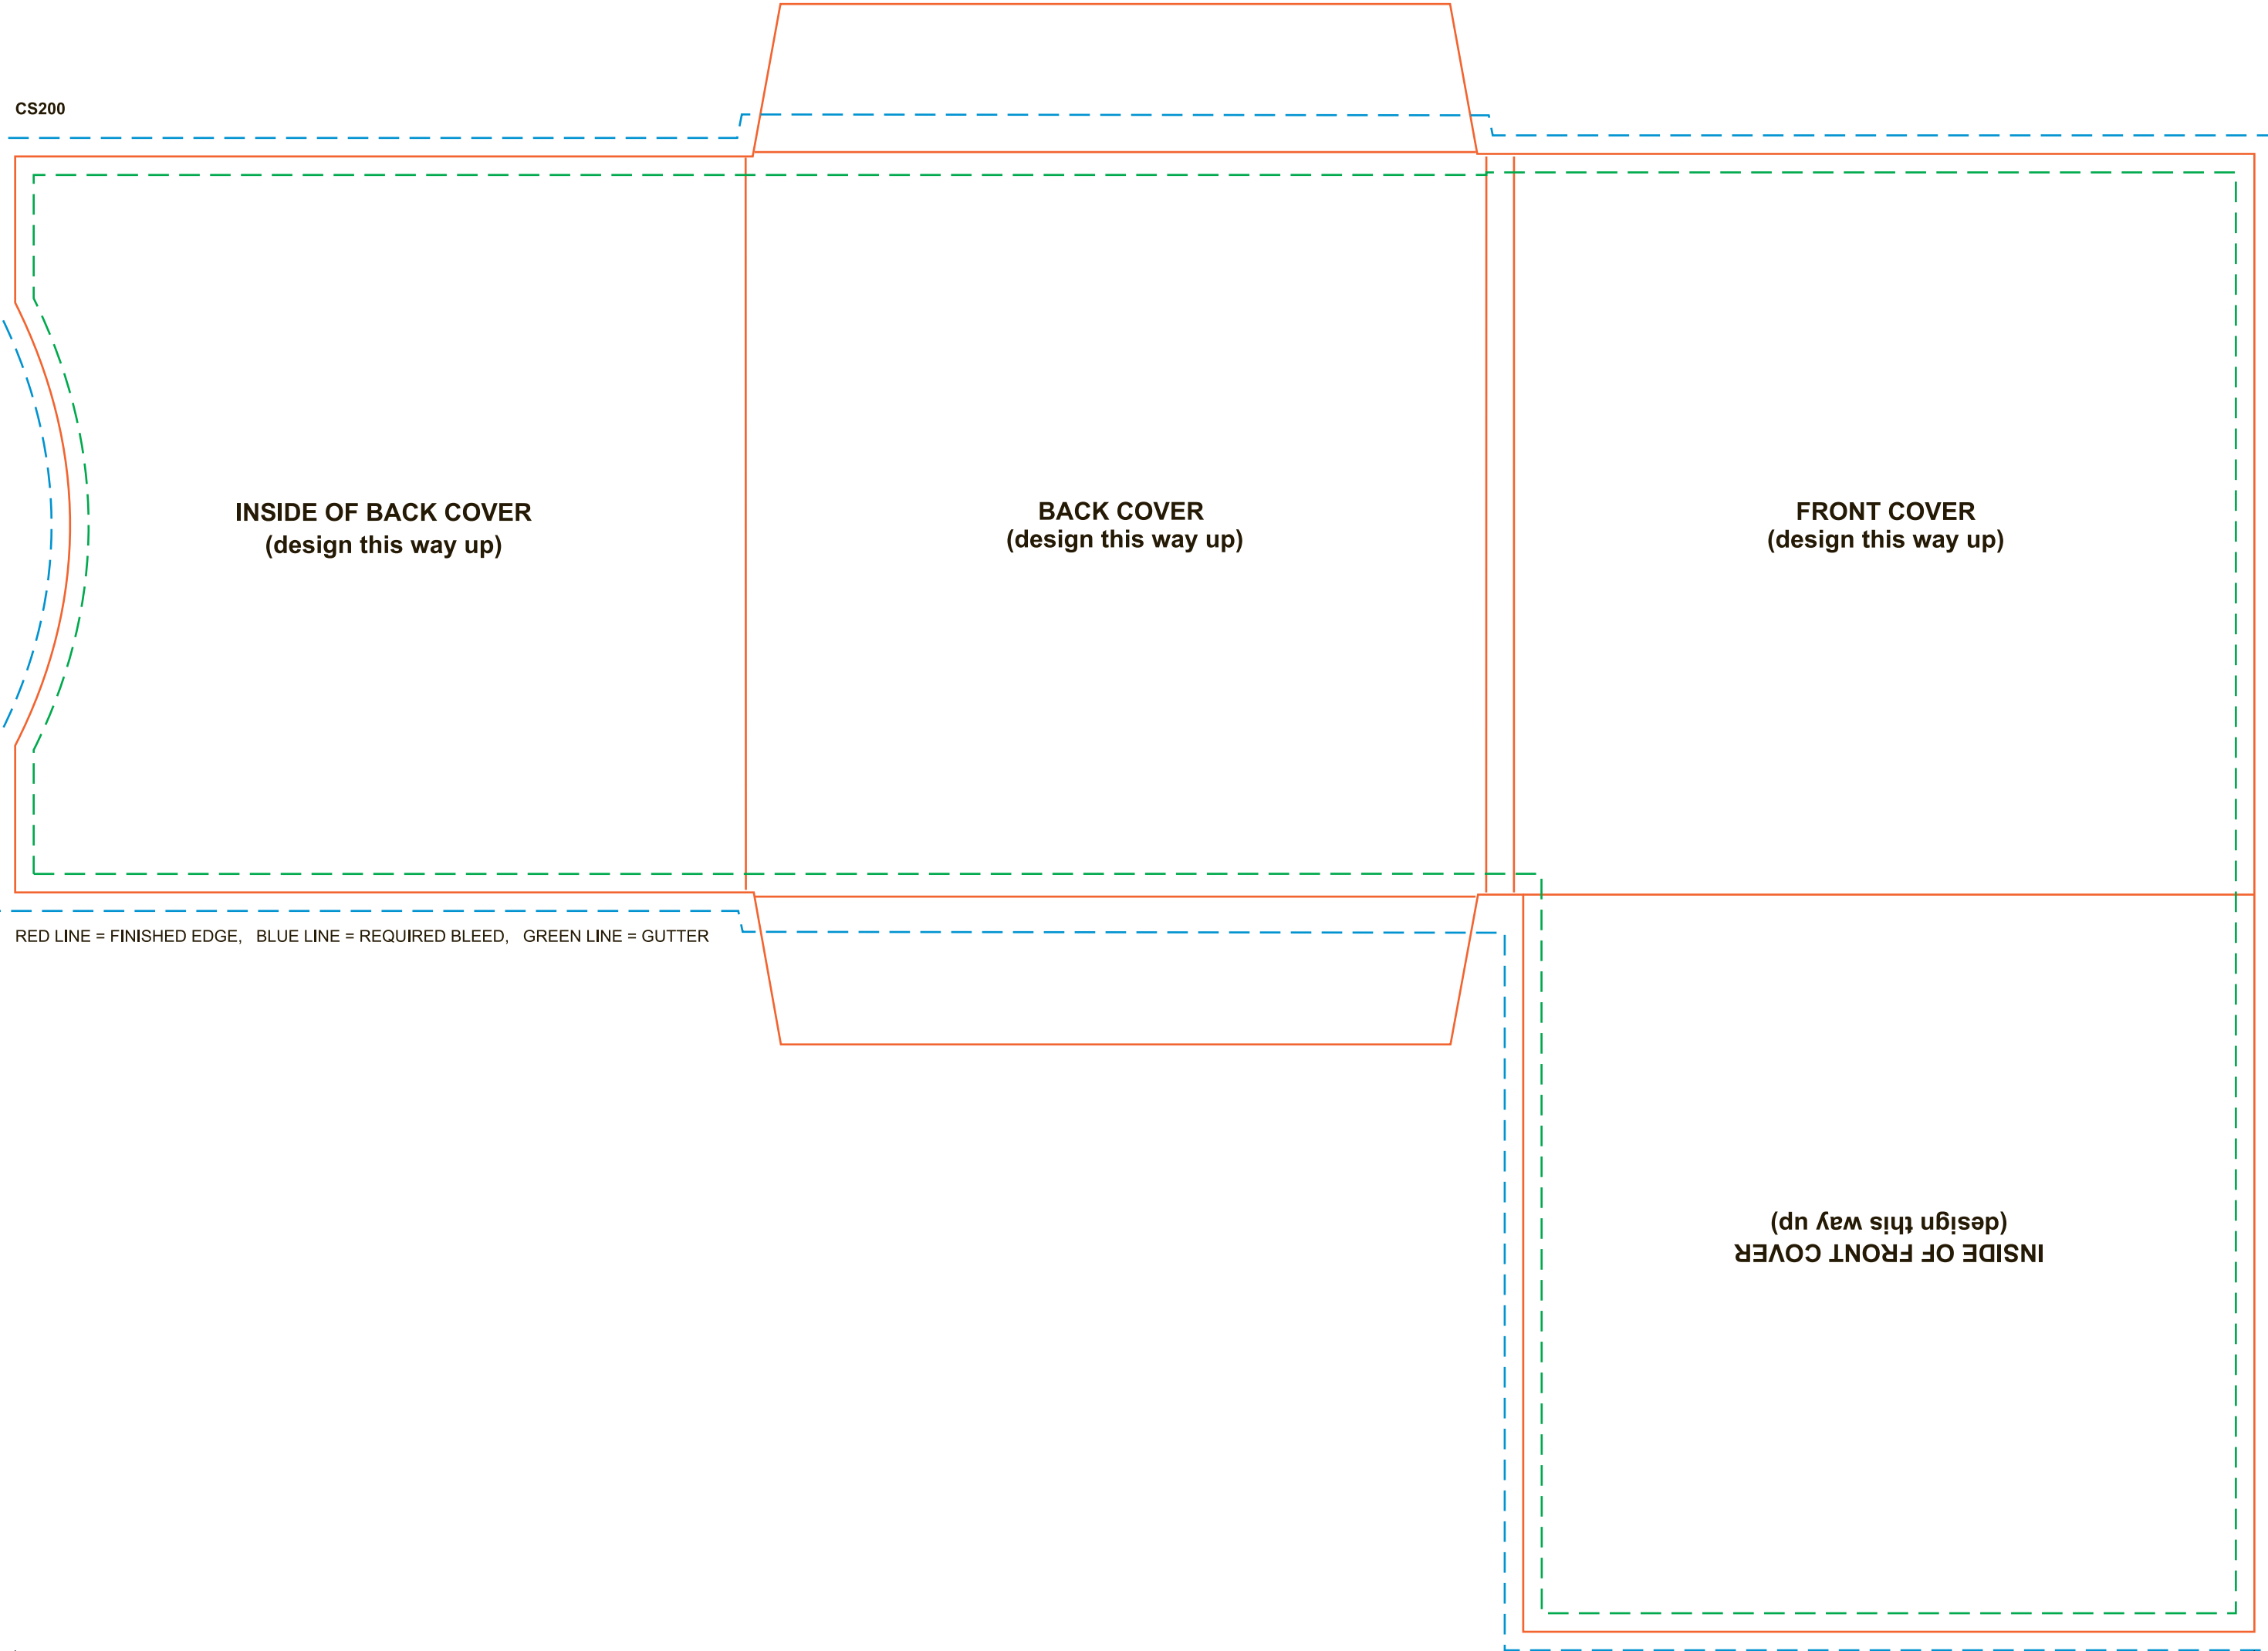 CS200
INSIDE OF BACK COVER
(design this way up)
BACK COVER
(design this way up)
FRONT COVER
(design this way up)
RED LINE = FINISHED EDGE, BLUE LINE = REQUIRED BLEED, GREEN LINE = GUTTER
INSIDE OF FRONT COVER
(design this way up)